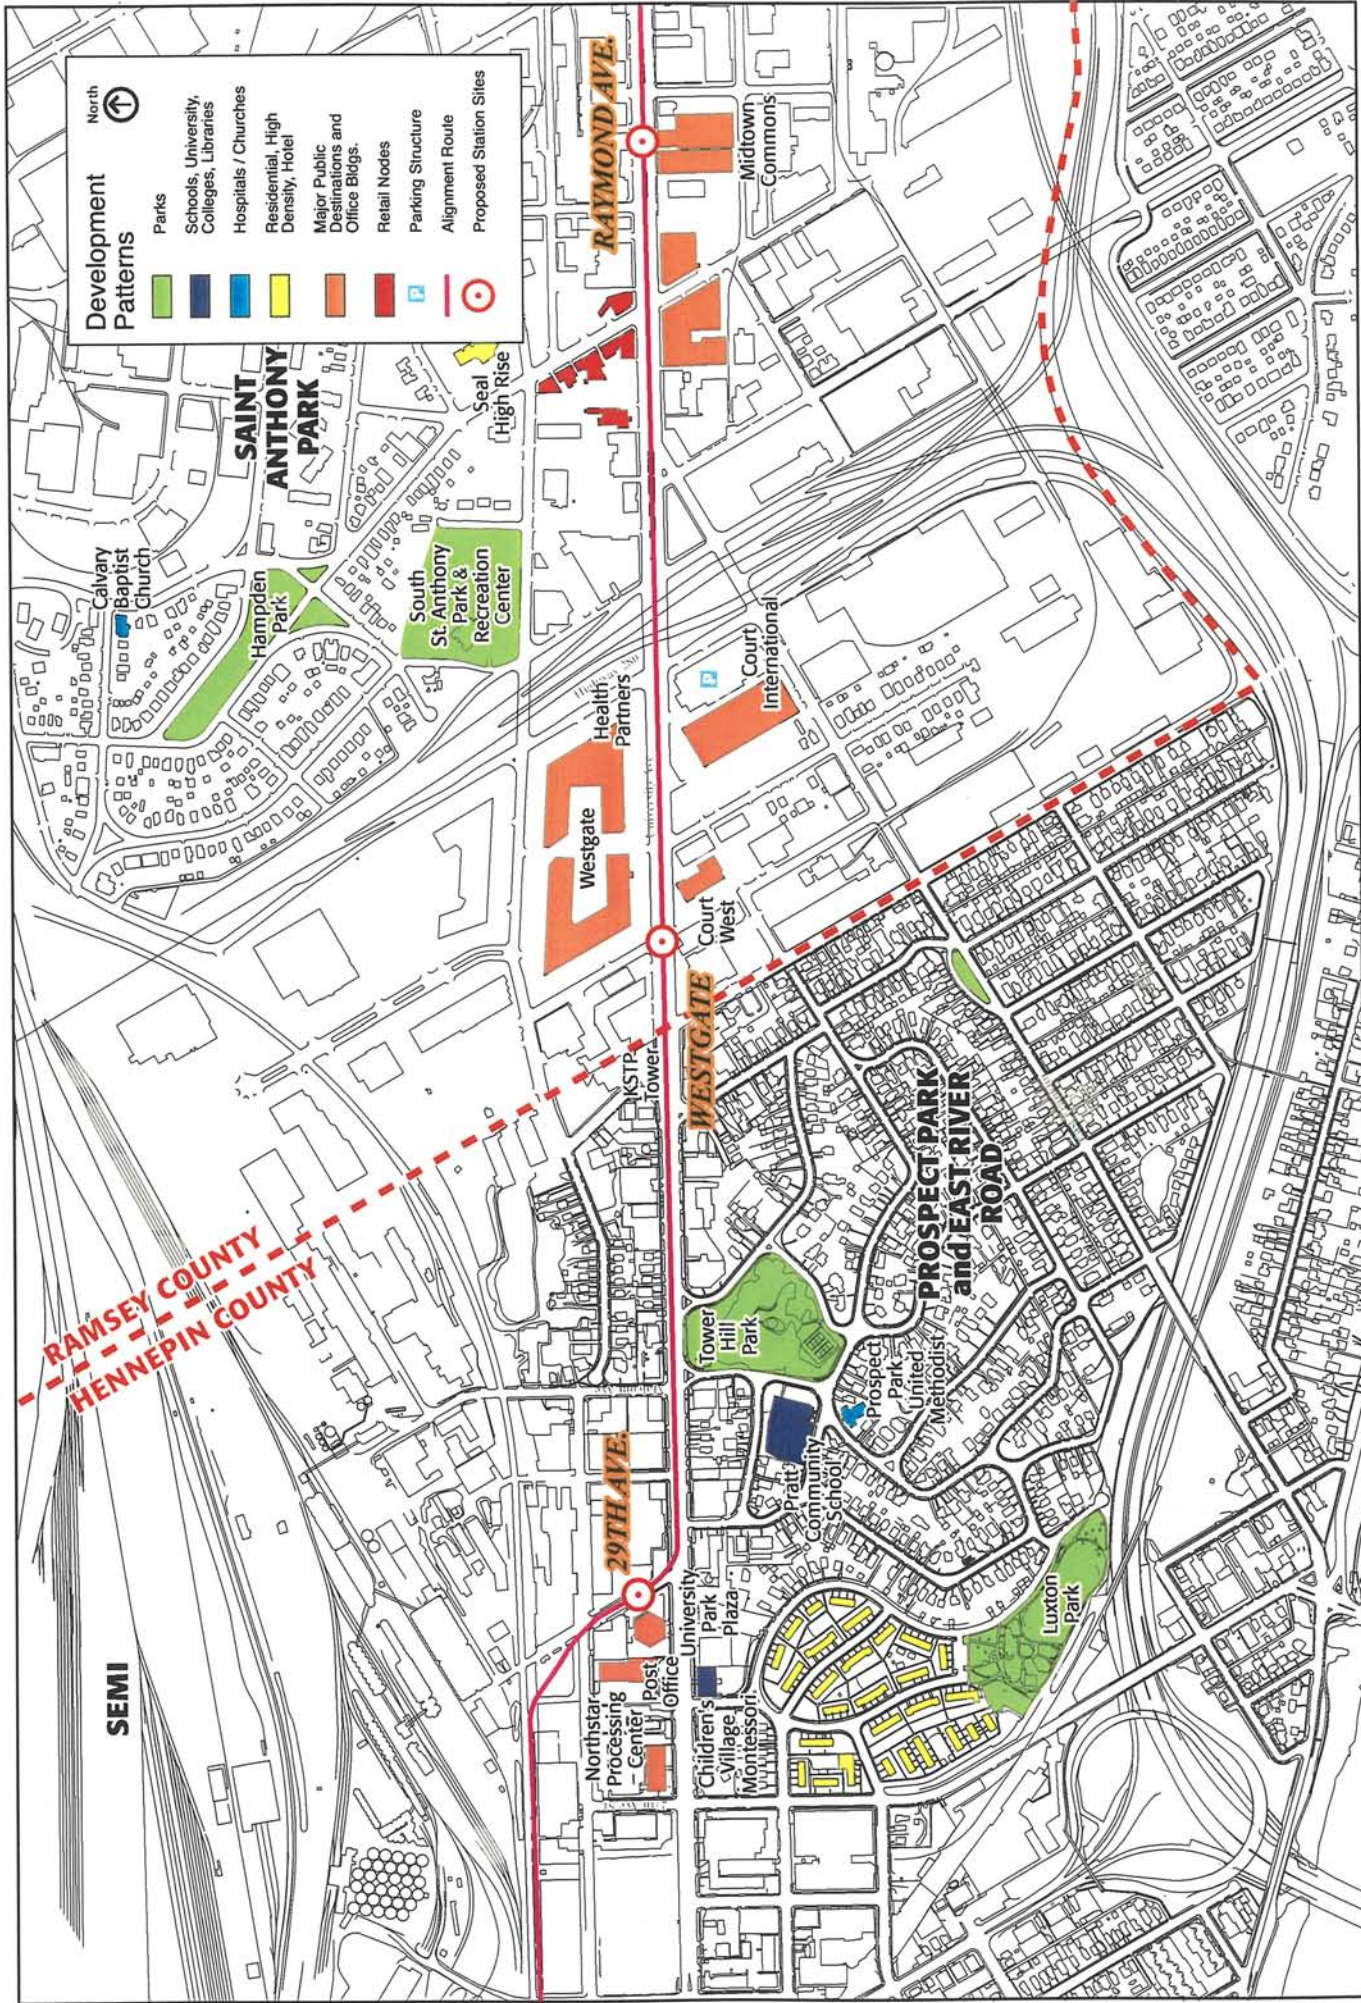 Development
Patterns
North
Parks
Schools, University,
Colleges, Libraries
Hospitals / Churches
Residential, High
Density, Hotel
Major Public
Destinations and
Office Bldgs.
Retail Nodes
P
Parking Structure
Alignment Route
Proposed Station Sites
SEMI
RAMSEY COUNTY
HENNEPIN COUNTY
Calvary
Baptist
Church
Hampden
Park
SAINT
ANTHONY
PARK
South
St. Anthony
Park &
Recreation
Center
Seal
High Rise
Highway 280
Health
Partners
Westgate
University Av
KSTP
Tower
29TH AVE.
RAYMOND AVE.
WESTGATE
Northstar
Processing
Center
Post
Office
University
Park
Plaza
Children's
Village
Montessori
Tower
Hill
Park
Pratt
Community
School
Prospect
Park
United
Methodist
PROSPECT PARK
and EAST RIVER
ROAD
Luxton
Park
Court
West
P
Court
International
Midtown
Commons